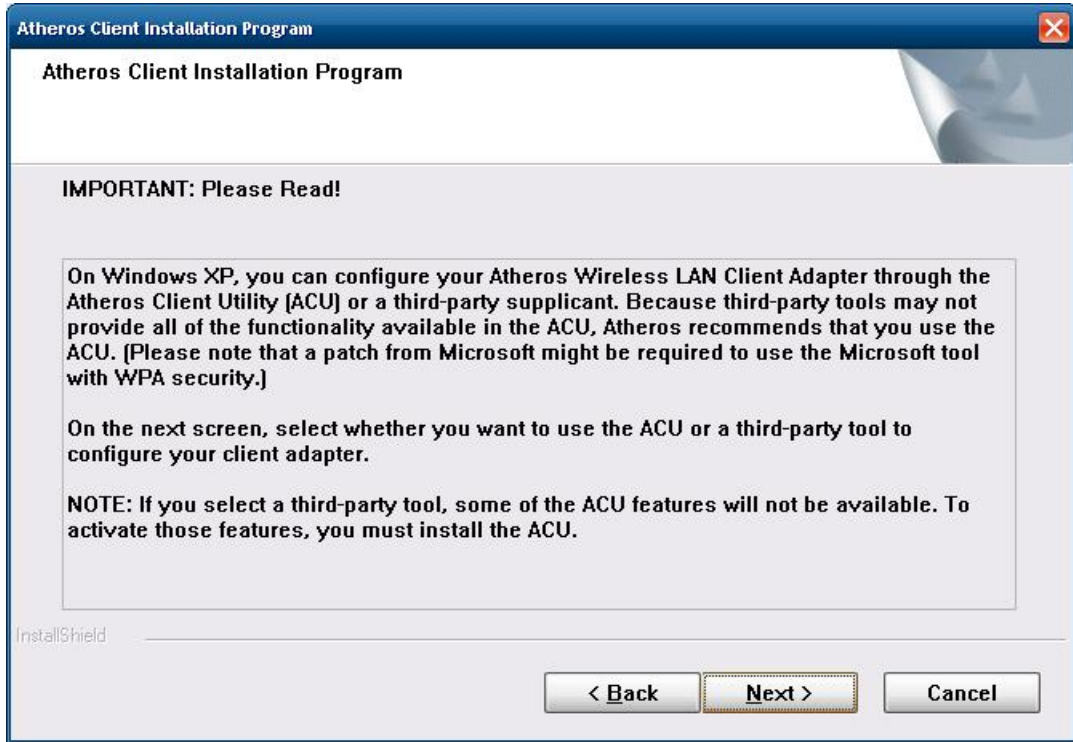 Atheros Client Installation Program
Atheros Client Installation Program
IMPORTANT: Please Read!
On Windows XP, you can configure your Atheros Wireless LAN Client Adapter through the
Atheros Client Utility (ACU) or a third-party supplicant. Because third-party tools may not
provide all of the functionality available in the ACU, Atheros recommends that you use the
ACU. (Please note that a patch from Microsoft might be required to use the Microsoft tool
with WPA security.)
On the next screen, select whether you want to use the ACU or a third-party tool to
configure your client adapter.
NOTE: If you select a third-party tool, some of the ACU features will not be available. To
activate those features, you must install the ACU.
InstallShield
< Back Next > Cancel